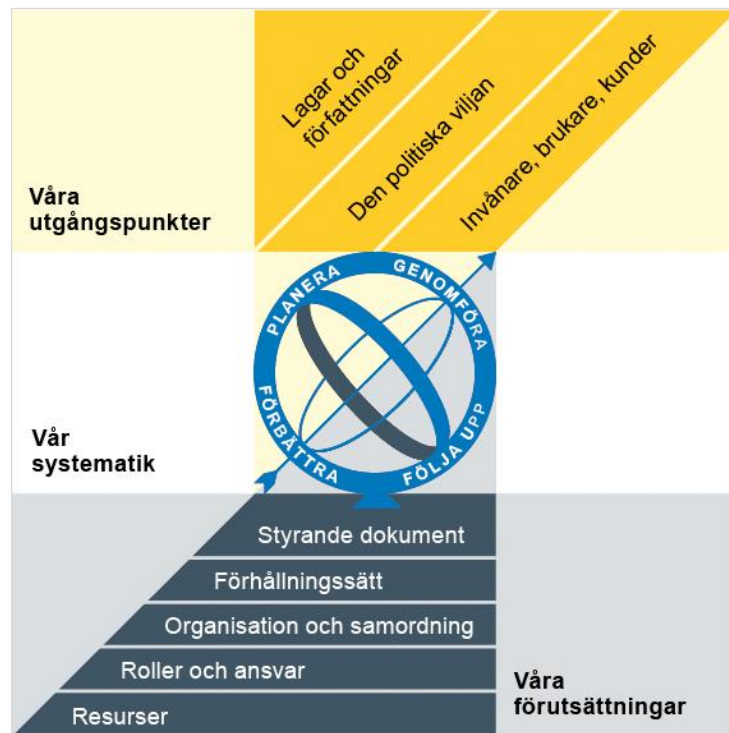 Lagar och
författningar
Den politiska viljan
Invånare, brukare, kunder
Våra
utgångspunkter
PLANERA
GENOMFÖRA
FÖLJA UPP
FÖRBÄTTRA
Vår
systematik
Styrande dokument
Förhållningssätt
Organisation och samordning
Roller och ansvar
Resurser
Våra
förutsättningar